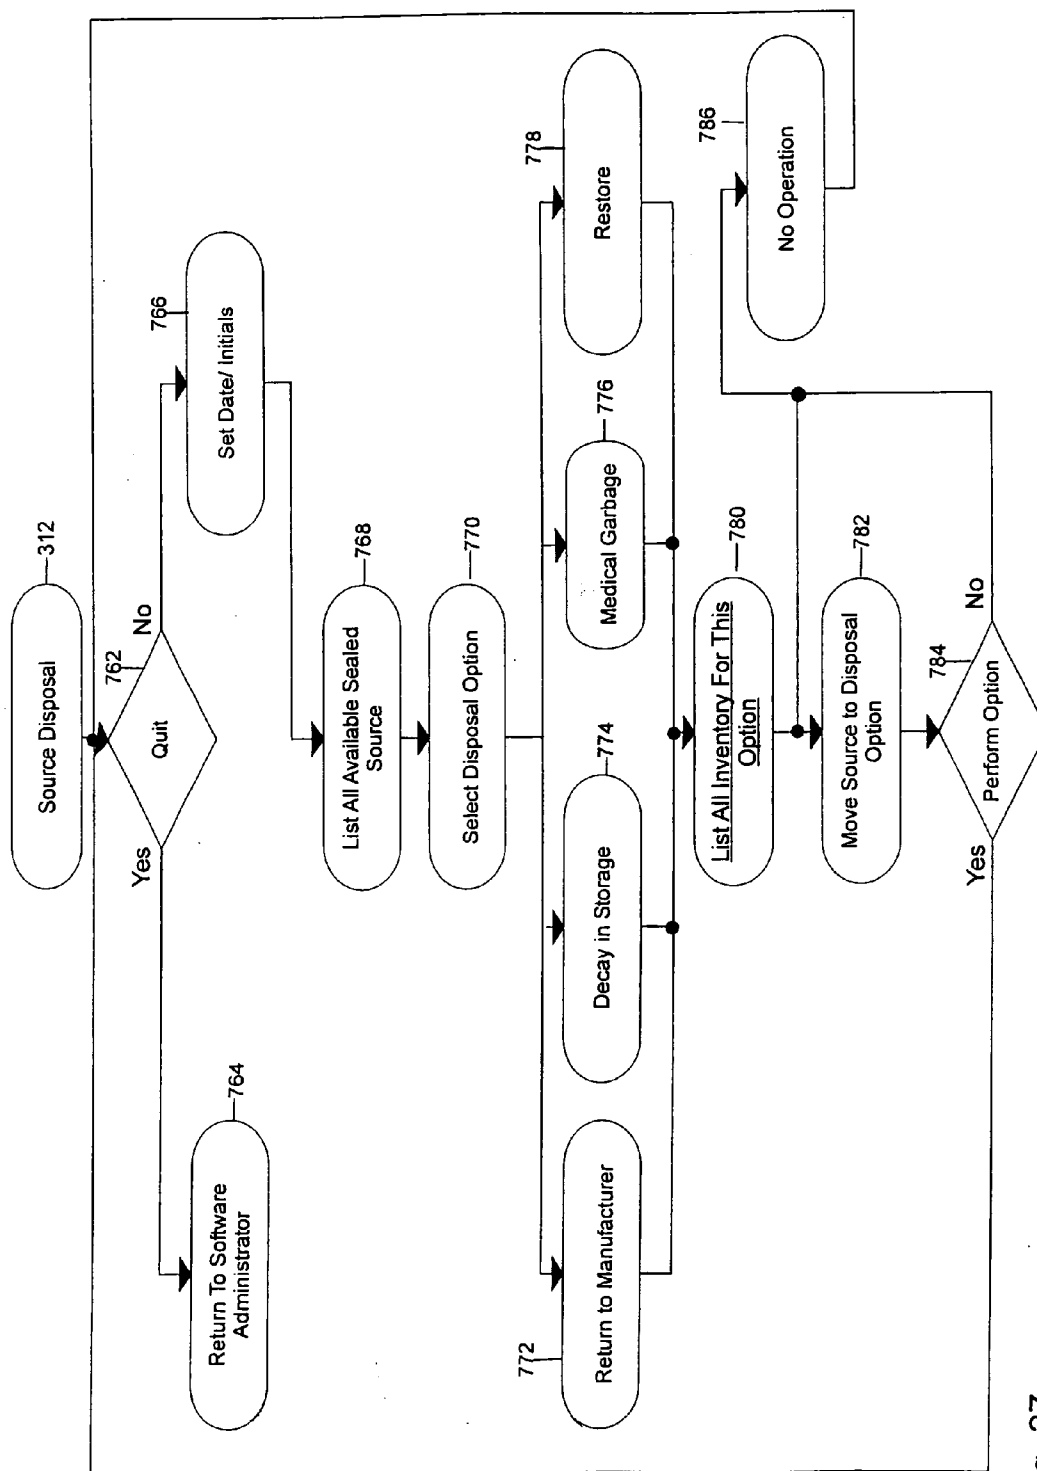 Source Disposal
312
762
Quit
Yes
No
Return To Software
Administrator
764
766
Set Date/ Initials
List All Available Sealed
Source
768
Select Disposal Option
770
772
Return to Manufacturer
Decay in Storage
774
Medical Garbage
776
778
Restore
List All Inventory For This
Option
780
Move Source to Disposal
Option
782
784
Perform Option
Yes
No
786
No Operation